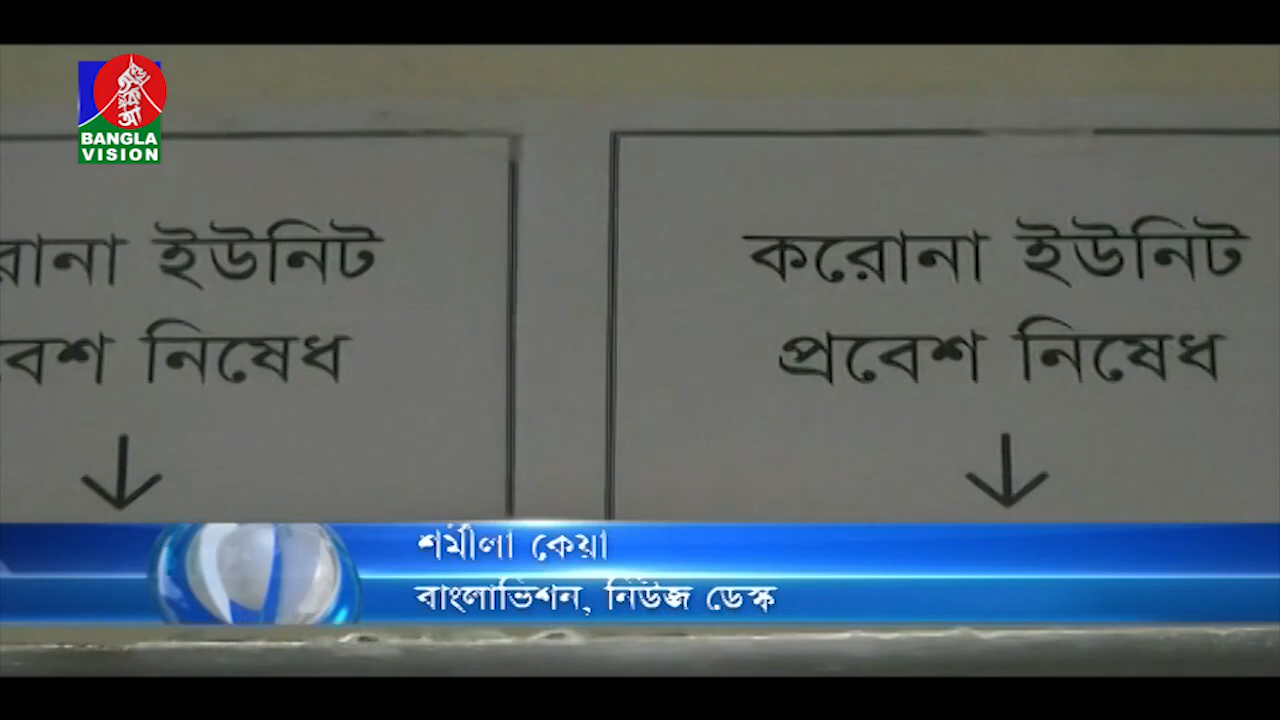 BANGLA
VISION
রোনা ইউনিট
বেশ নিষেধ
↓
করোনা ইউনিট
প্রবেশ নিষেধ
↓
শর্মীলা কেয়া
বাংলাভিশন, নিউজ ডেস্ক